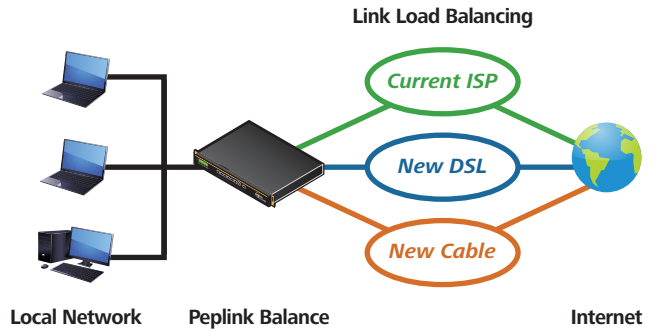 Link Load Balancing
Current ISP
New DSL
New Cable
Local Network
Peplink Balance
Internet